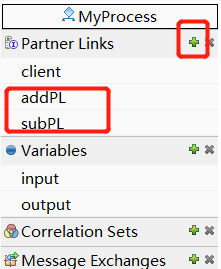 MyProcess
Partner Links
client
addPL
subPL
Variables
input
output
Correlation Sets
Message Exchanges